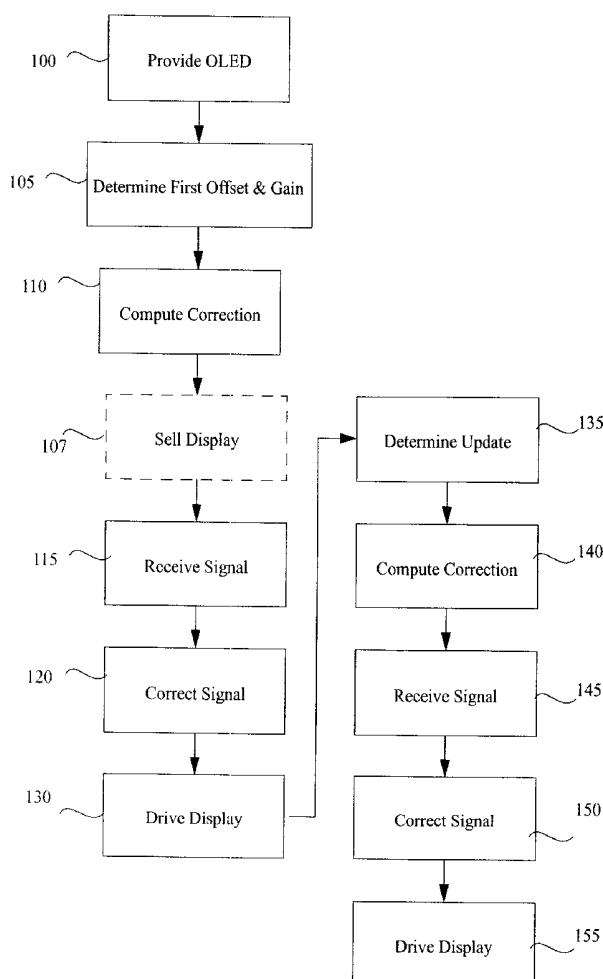 100
Provide OLED
105
Determine First Offset & Gain
110
Compute Correction
107
Sell Display
115
Receive Signal
120
Correct Signal
130
Drive Display
135
Determine Update
140
Compute Correction
145
Receive Signal
150
Correct Signal
155
Drive Display